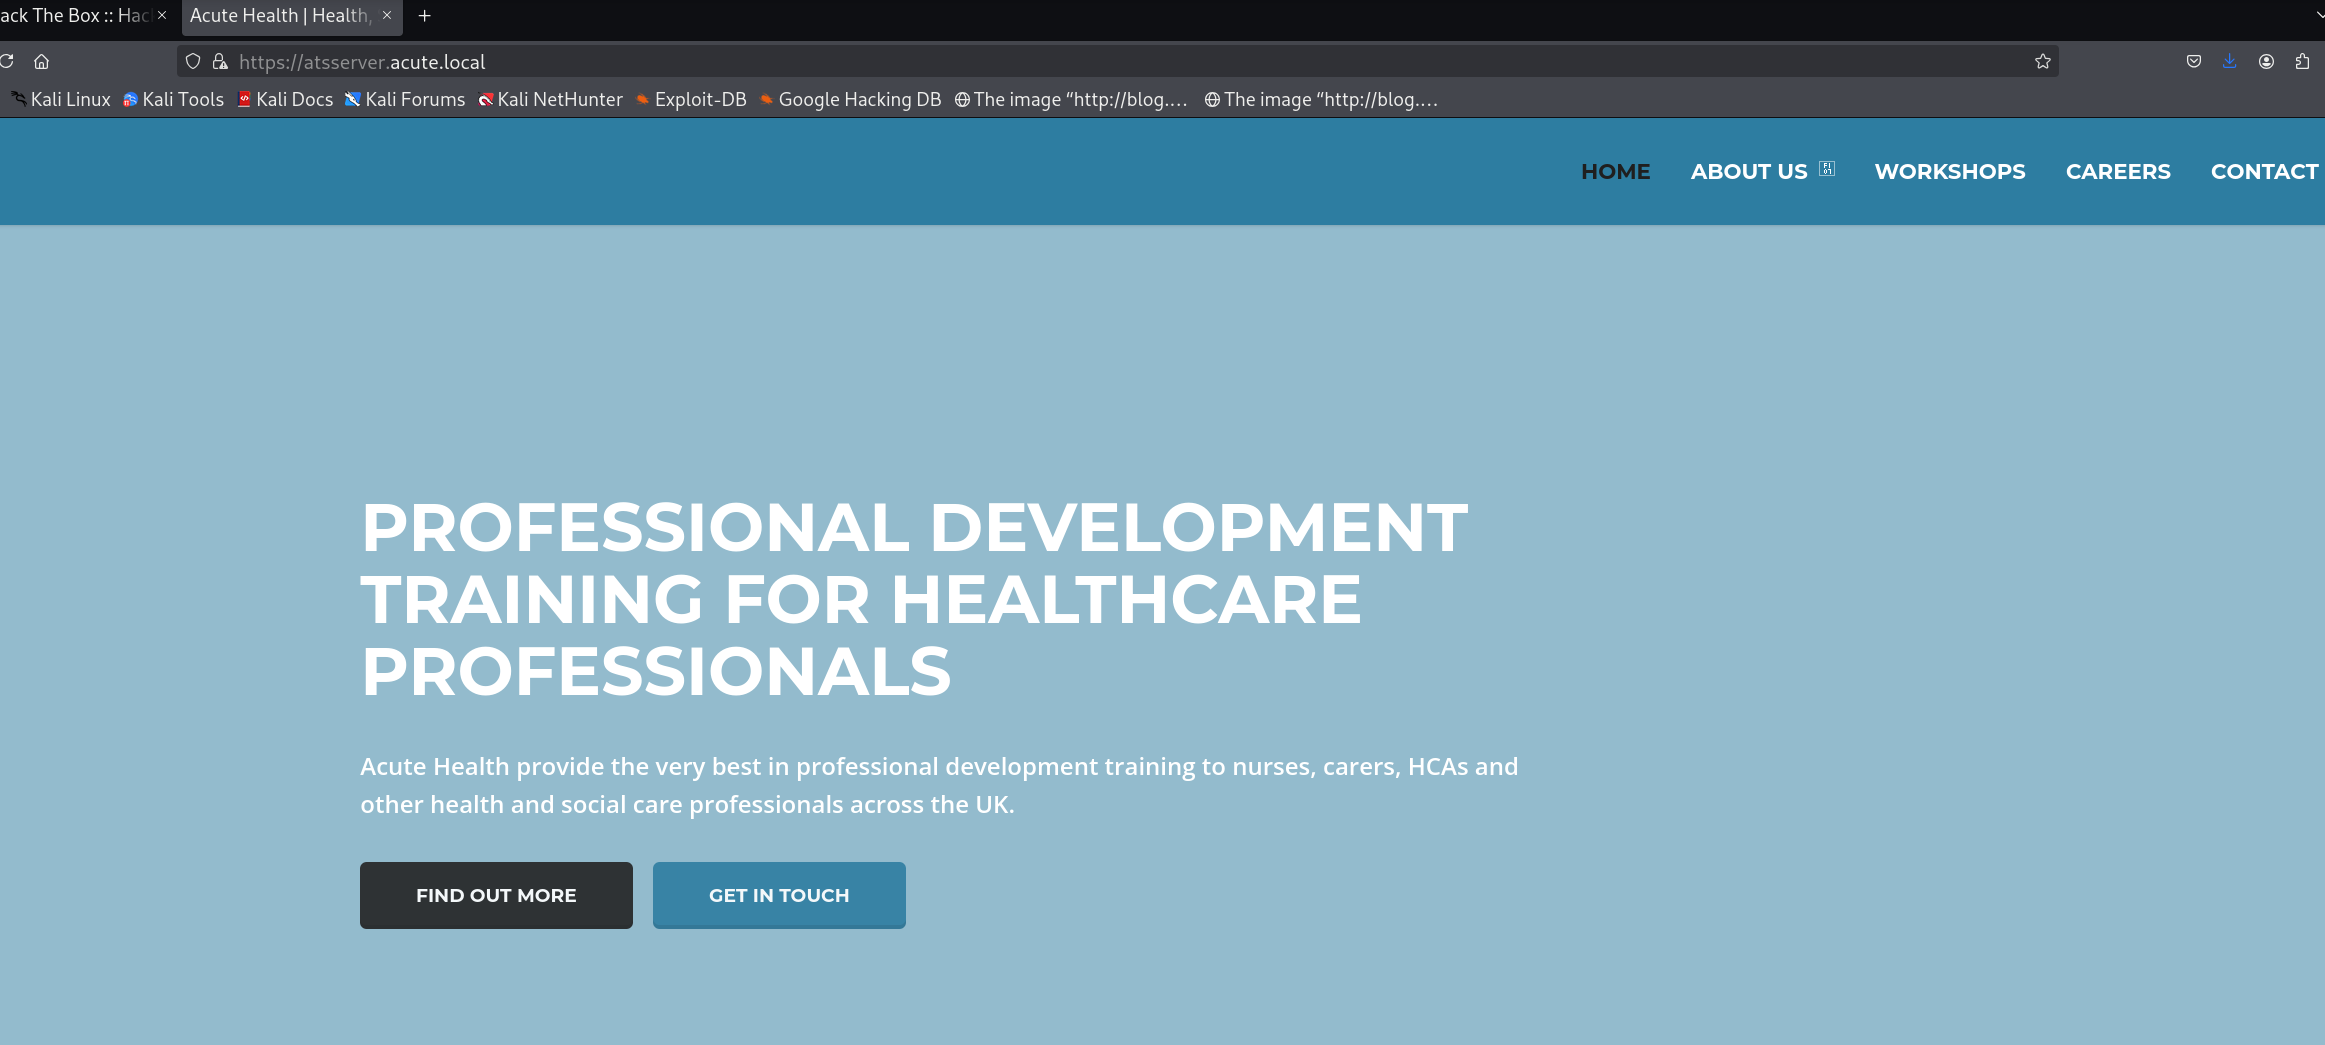 ack The Box :: Hac
Acute Health | Health,
https://atsserver.acute.local
Kali Linux Kali Tools Kali Docs Kali Forums Kali NetHunter Exploit-DB Google Hacking DB The image “http://blog.… The image “http://blog.…
HOME ABOUT US WORKSHOPS CAREERS CONTACT
PROFESSIONAL DEVELOPMENT
TRAINING FOR HEALTHCARE
PROFESSIONALS
Acute Health provide the very best in professional development training to nurses, carers, HCAs and
other health and social care professionals across the UK.
FIND OUT MORE GET IN TOUCH